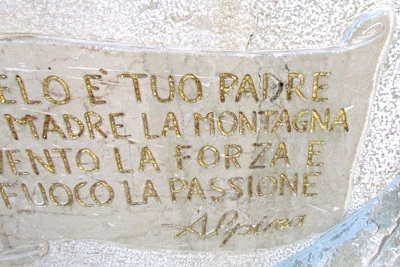 ELO E' TUO PADRE
MADRE LA MONTAGNA
ENTO LA FORZA E
FUOCO LA PASSIONE
Alpino